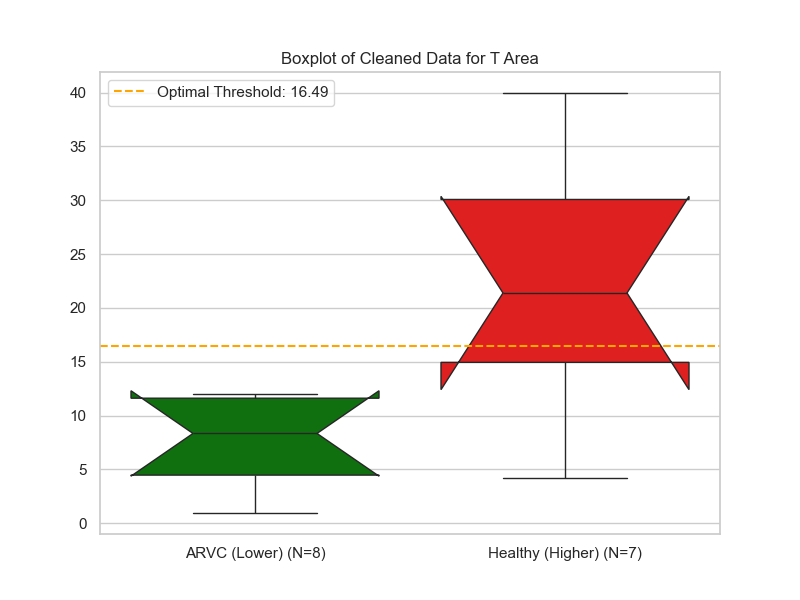 Boxplot of Cleaned Data for T Area
Optimal Threshold: 16.49
40
35
30
25
20
15
10
5
0
ARVC (Lower) (N=8)
Healthy (Higher) (N=7)